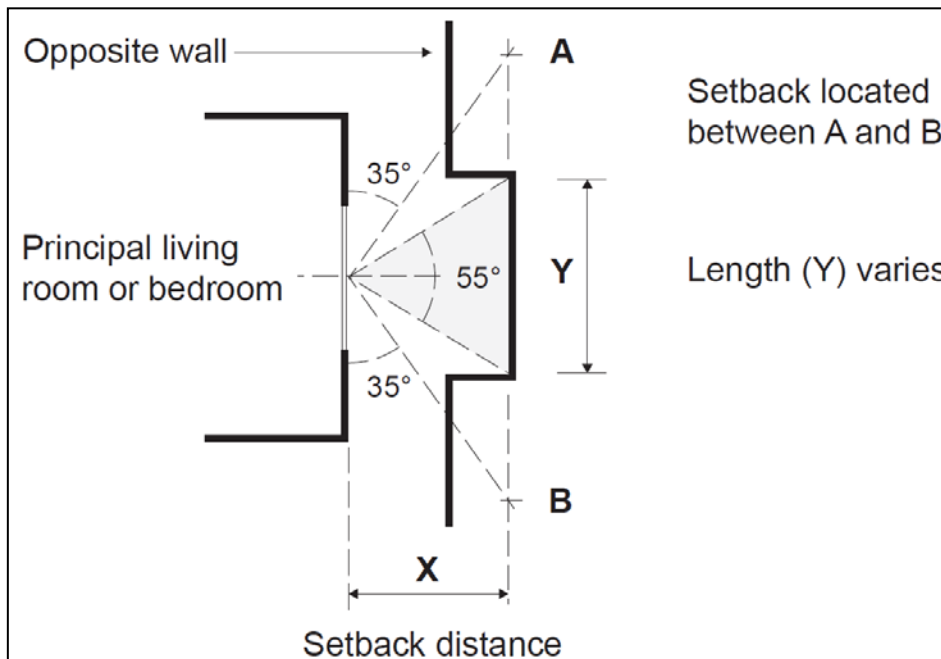 Opposite wall
A
Setback located
between A and B
35°
Principal living
room or bedroom
55°
Y
Length (Y) varies
35°
B
X
Setback distance